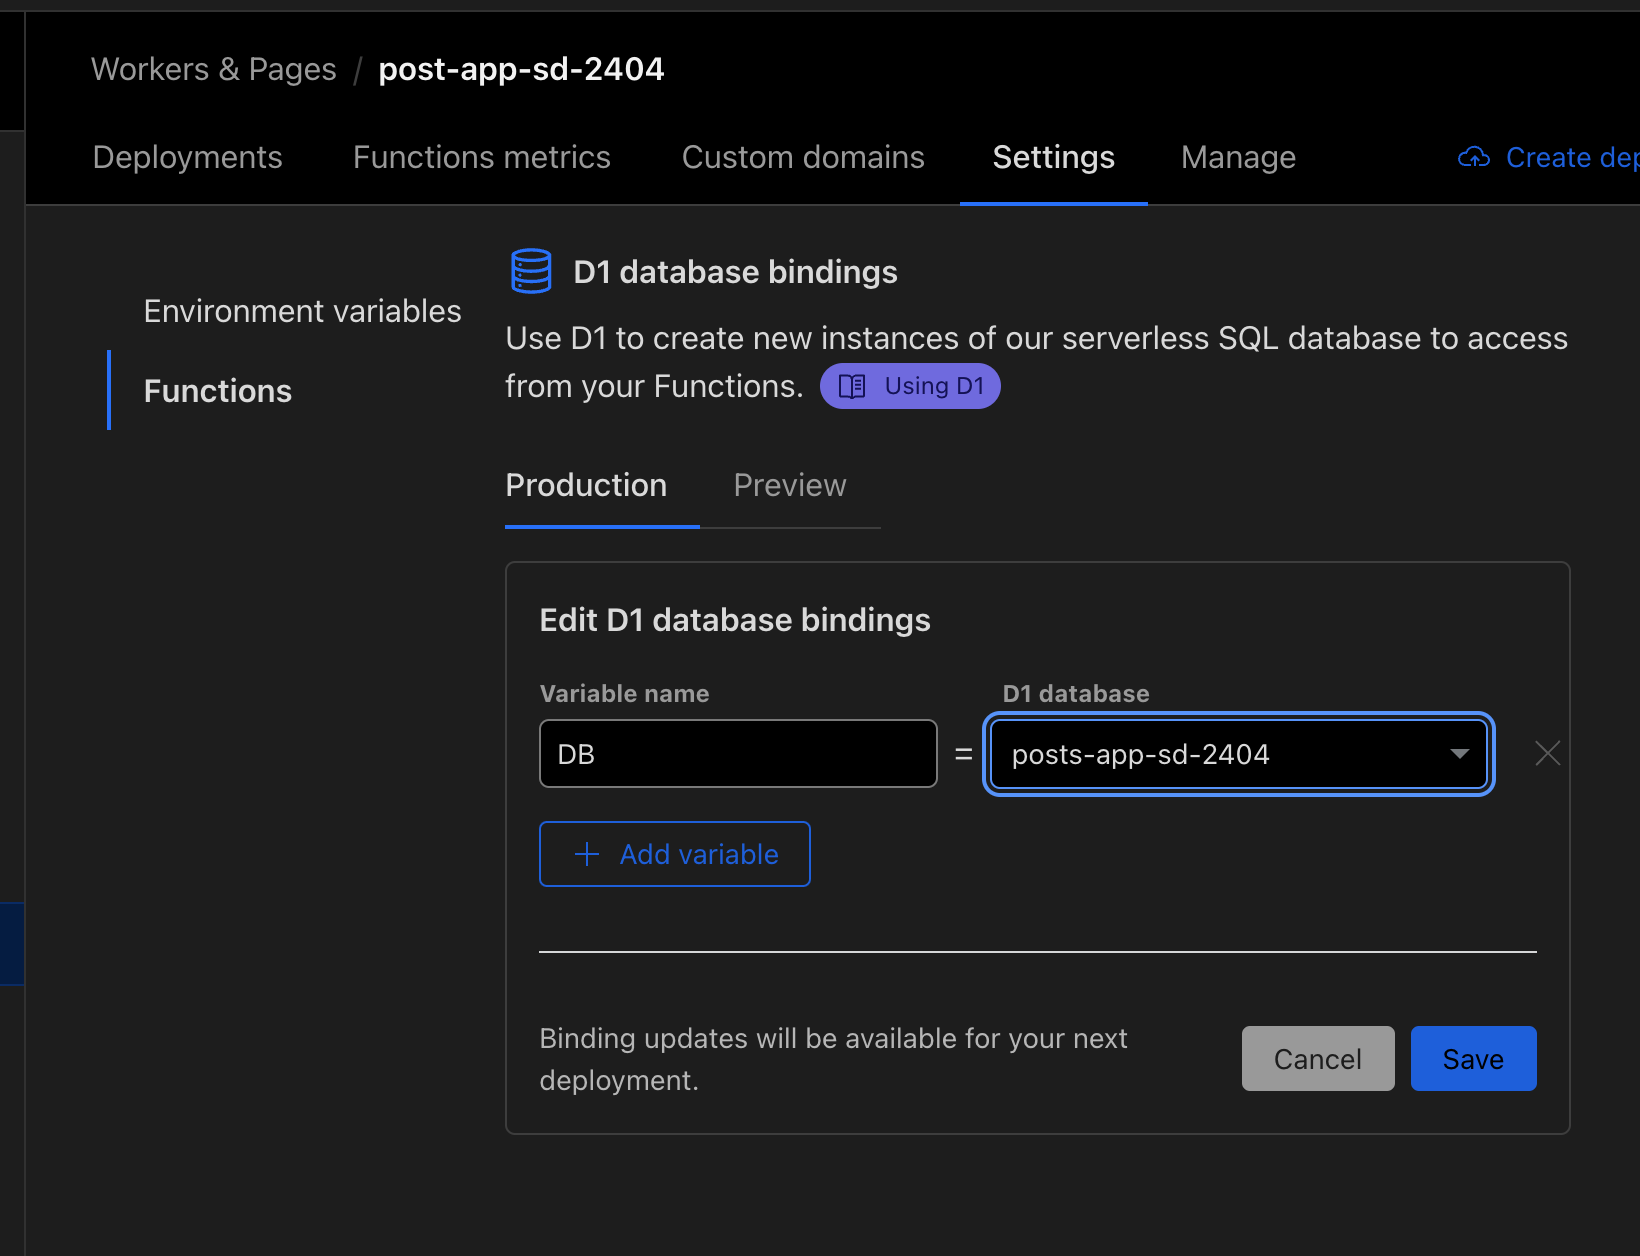 Workers & Pages / post-app-sd-2404
Deployments Functions metrics Custom domains Settings Manage Create
Environment variables
Functions
D1 database bindings
Use D1 to create new instances of our serverless SQL database to access
from your Functions. Using D1
Production Preview
Edit D1 database bindings
Variable name D1 database
DB = posts-app-sd-2404
+ Add variable
Binding updates will be available for your next
deployment.
Cancel Save